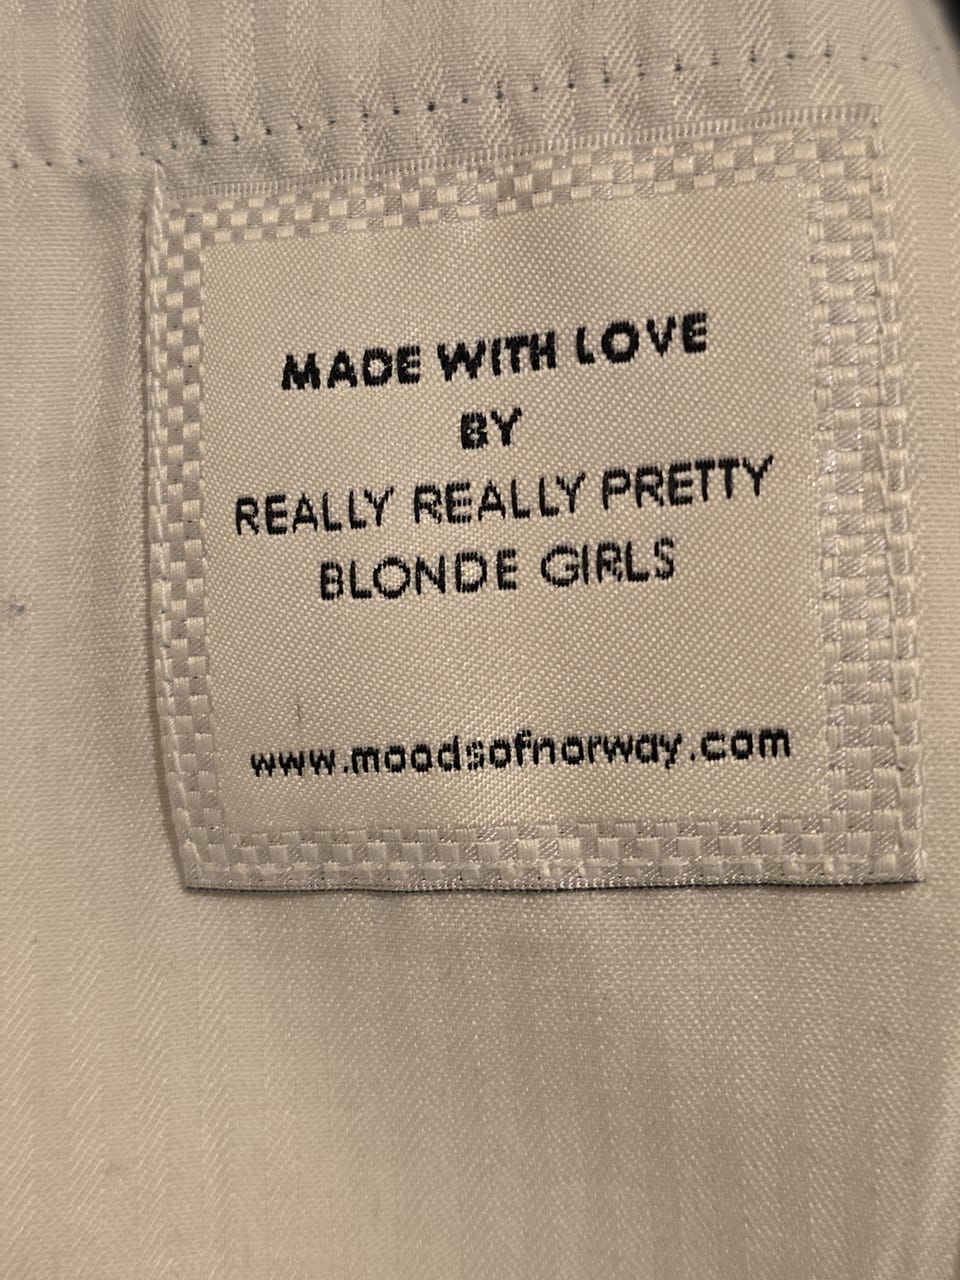 MADE WITH LOVE
BY
REALLY REALLY PRETTY
BLONDE GIRLS
www.moodsofnorway.com